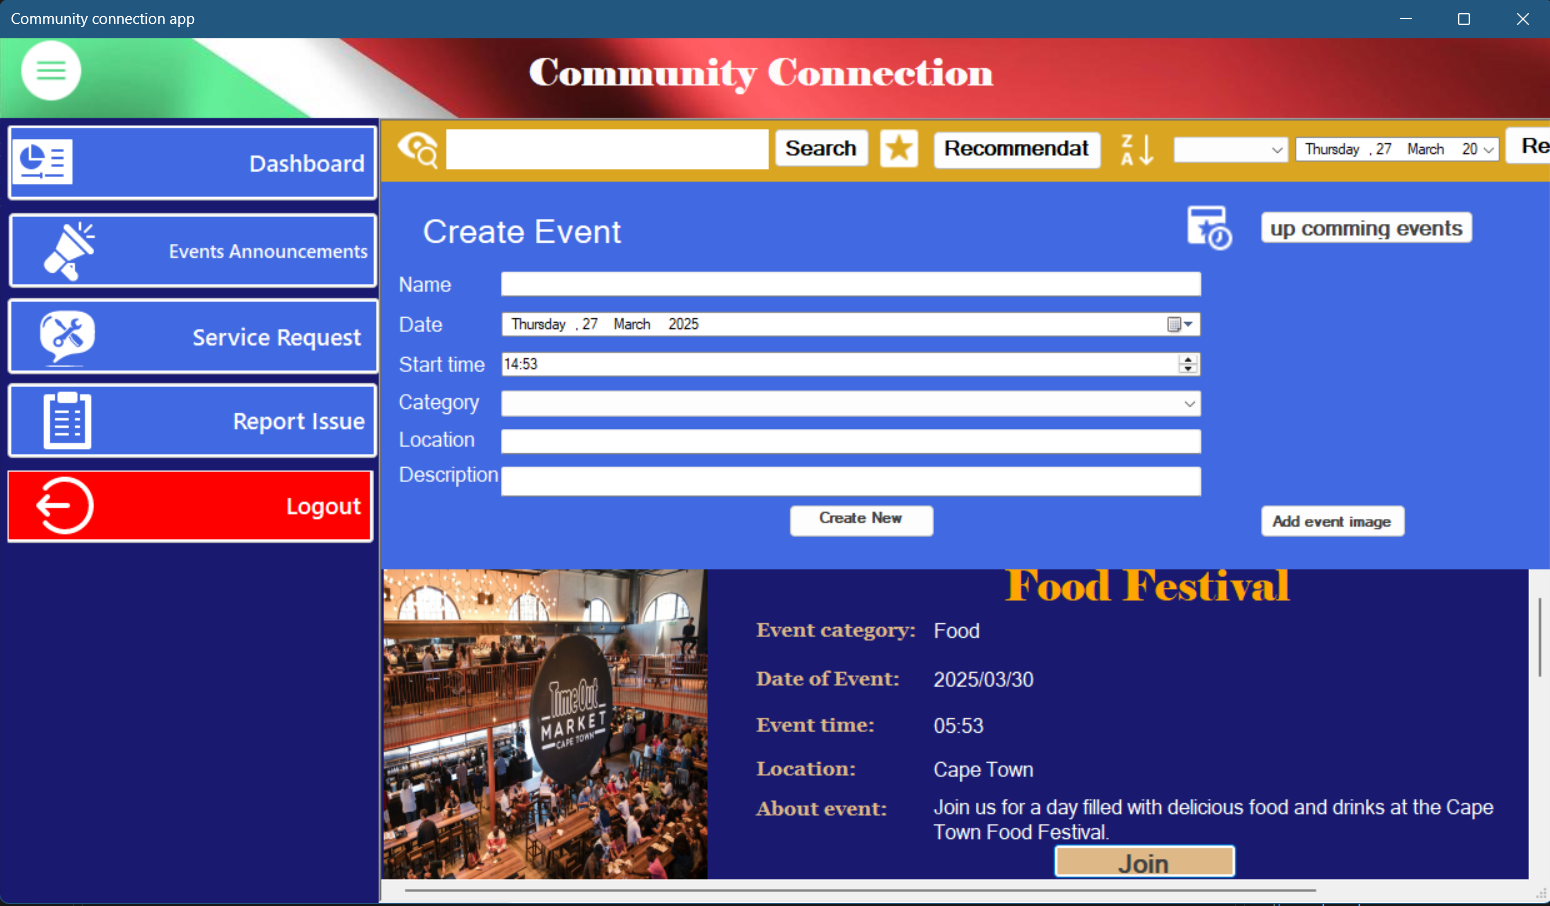 Community connection app
Community Connection
Dashboard
Events Announcements
Service Request
Report Issue
Logout
Search
Recommendat
Z
A
Thursday , 27 March 20
Re
Create Event
up comming events
Name
Date
Thursday , 27 March 2025
Start time
14:53
Category
Location
Description
Create New
Add event image
Food Festival
Event category: Food
Date of Event: 2025/03/30
Event time: 05:53
Location: Cape Town
About event: Join us for a day filled with delicious food and drinks at the Cape
Town Food Festival.
Join
TimeOut
MARKET
CAPE TOWN